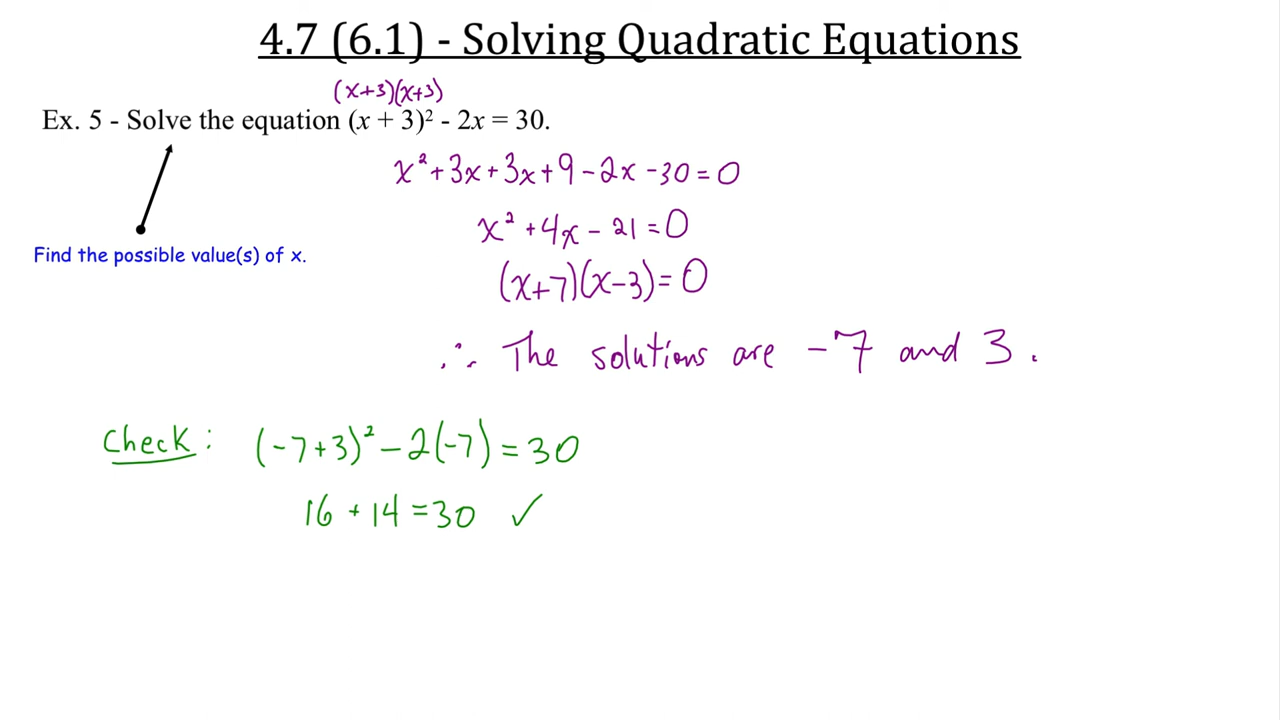 4.7 (6.1) - Solving Quadratic Equations
(x+3)(x+3)
Ex. 5 - Solve the equation (x + 3)² - 2x = 30.
x² + 3x + 3x + 9 - 2x - 30 = 0
x² + 4x - 21 = 0
Find the possible value(s) of x.
(x+7)(x-3) = 0
∴ The solutions are -7 and 3.
Check: (-7+3)² - 2(-7) = 30
16 + 14 = 30 ✓